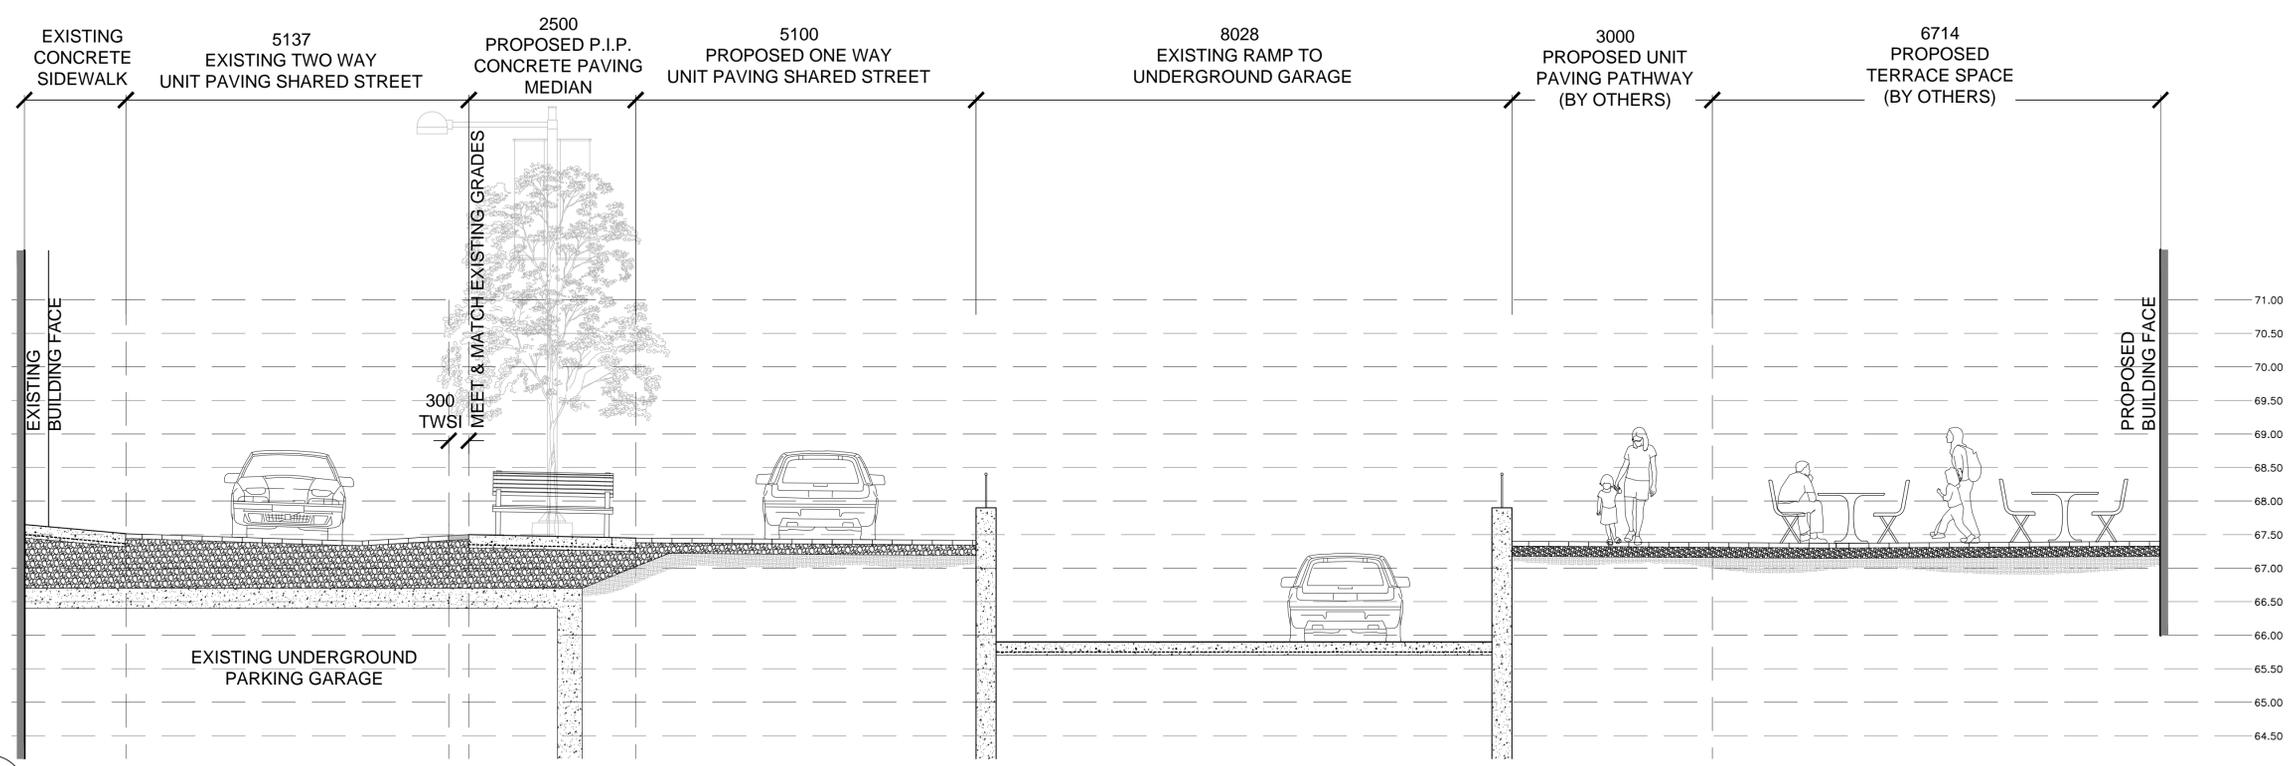 EXISTING
CONCRETE
SIDEWALK
5137
EXISTING TWO WAY
UNIT PAVING SHARED STREET
2500
PROPOSED P.I.P.
CONCRETE PAVING
MEDIAN
5100
PROPOSED ONE WAY
UNIT PAVING SHARED STREET
8028
EXISTING RAMP TO
UNDERGROUND GARAGE
3000
PROPOSED UNIT
PAVING PATHWAY
(BY OTHERS)
6714
PROPOSED
TERRACE SPACE
(BY OTHERS)
EXISTING
BUILDING FACE
300
TWSI
MEET & MATCH EXISTING GRADES
PROPOSED
BUILDING FACE
71.00
70.50
70.00
69.50
69.00
68.50
68.00
67.50
67.00
66.50
66.00
65.50
65.00
64.50
EXISTING UNDERGROUND
PARKING GARAGE